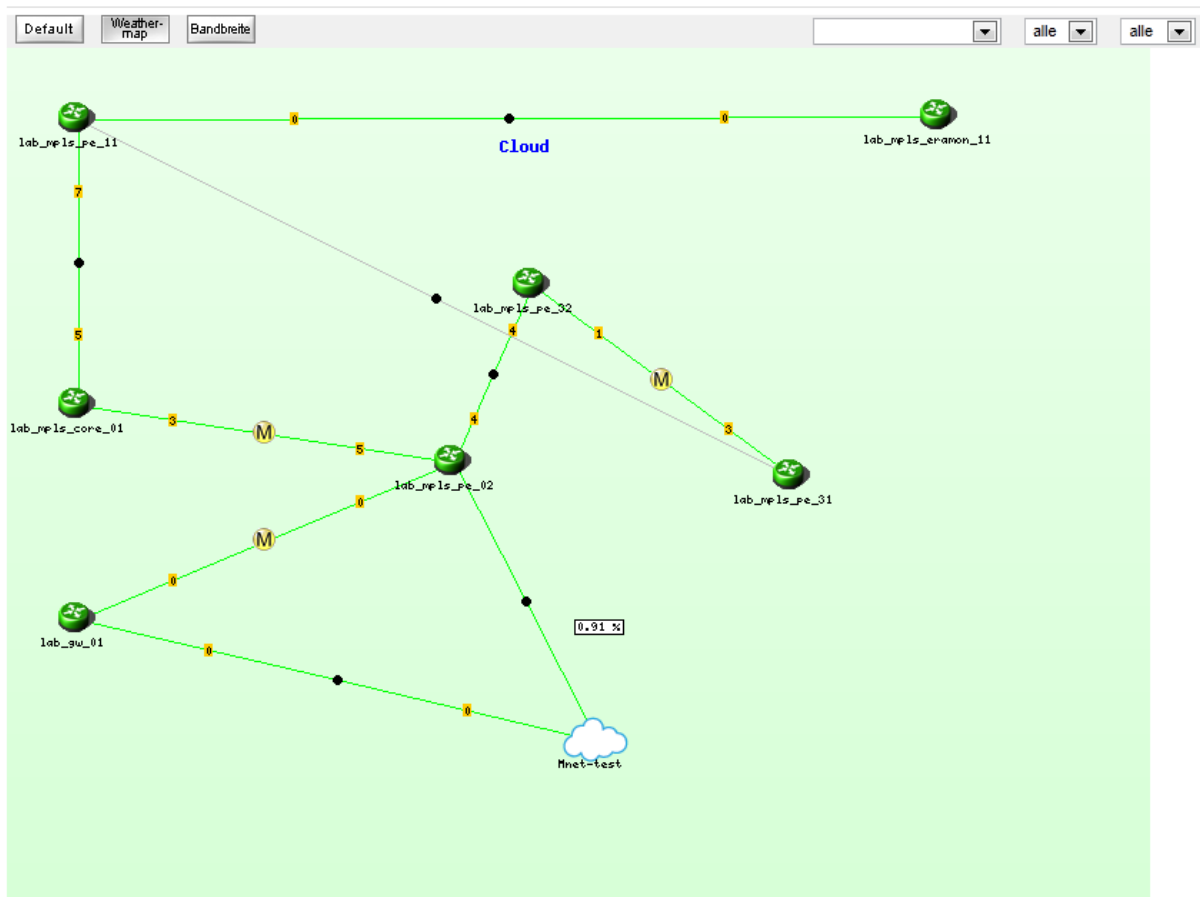 Default
Weather-
map
Bandbreite
alle
alle
lab_mpls_pe_11
0
0
lab_mpls_eramon_11
Cloud
7
lab_mpls_pe_32
4
1
5
M
lab_mpls_core_01
3
M
5
4
3
lab_mpls_pe_02
lab_mpls_pe_31
0
M
0
lab_gw_01
0.91 %
0
0
Mnet-test